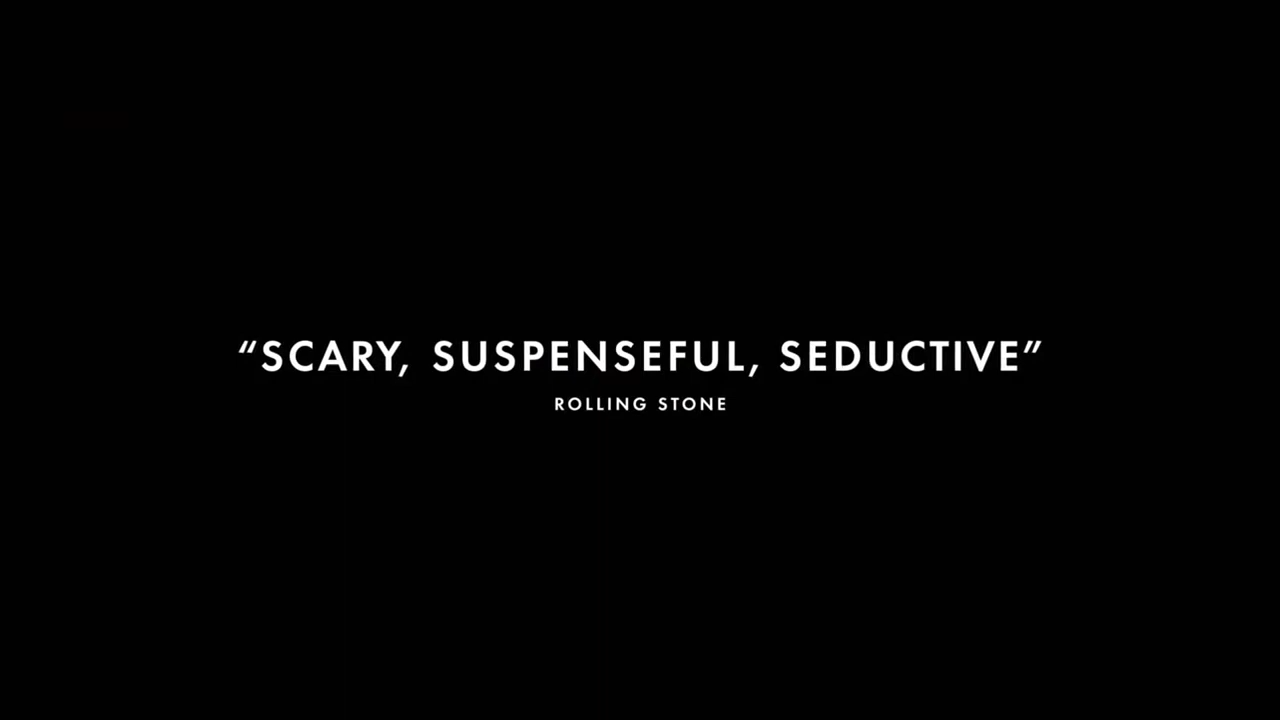 “SCARY, SUSPENSEFUL, SEDUCTIVE”
ROLLING STONE